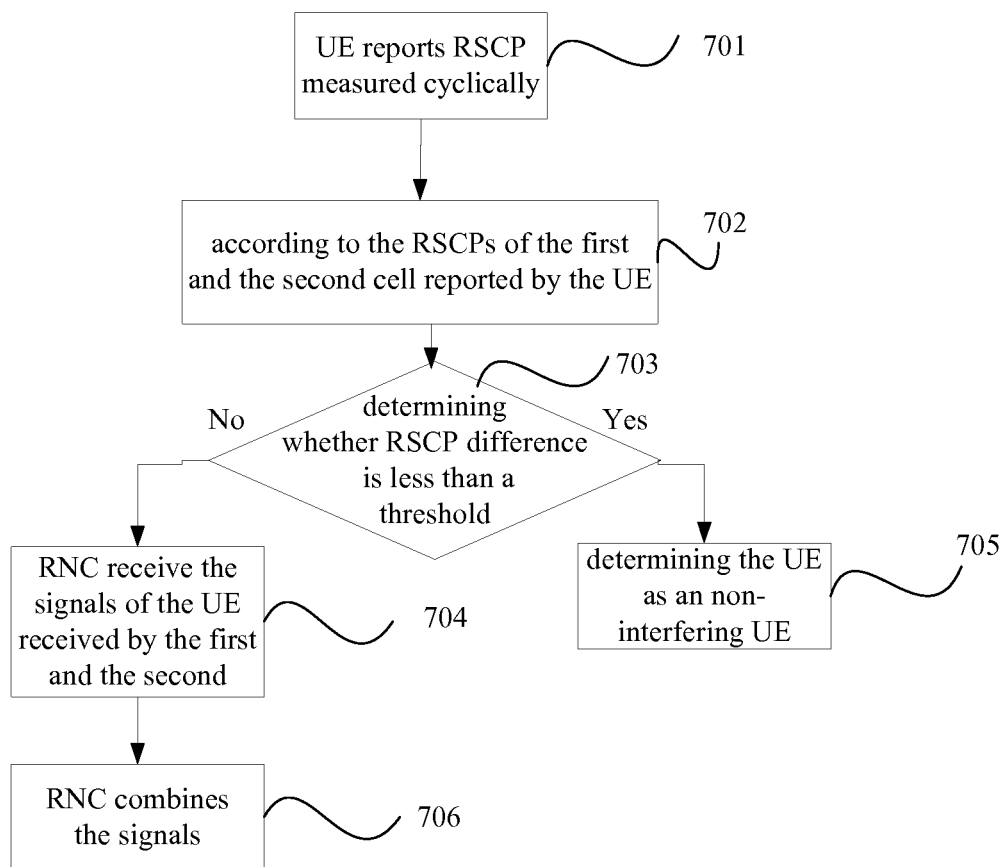 UE reports RSCP
measured cyclically
701
according to the RSCPs of the first
and the second cell reported by the UE
702
703
determining
whether RSCP difference
is less than a
threshold
No
Yes
RNC receive the
signals of the UE
received by the first
and the second
704
determining the UE
as an non-
interfering UE
705
RNC combines
the signals
706